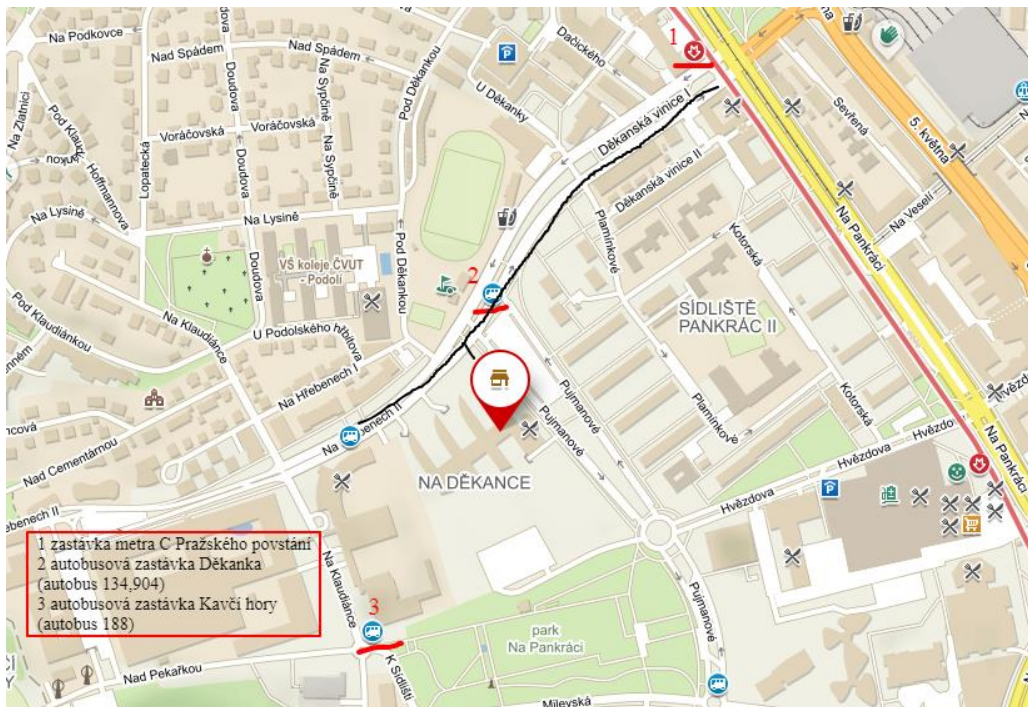 Na Podkovce
Nad Spádem
Nad Spádem
Dačického
1
Na Zlatnici
Pod Klaud
Hoffmannova
Doudova
Na Sypčině
Pod Děkankou
U Děkanky
Děkanská vinice I
Sevřená
5. května
Voráčovská
Voráčovská
Lopatecká
Doudova
Na Sypčině
Děkanská vinice II
Na Pankráci
Na Veselí
Na Lysině
Na Lysině
Pod Děkankou
Plamínkové
Kotorská
VŠ koleje ČVUT
- Podolí
Doudova
2
SÍDLIŠTĚ
PANKRÁC II
Pod Klaudiánkou
Na Klaudiánce
U Podolského hřbitova
Na Hřebenech I
Pujmanové
Pujmanové
Plamínkové
Kotorská
Hvězdova
Na Pankráci
Nad Cementárnou
NA DĚKANCE
Hvězdova
Hvězdova
Hřebenech II
1 zastávka metra C Pražského povstání
2 autobusová zastávka Děkanka
(autobus 134,904)
3 autobusová zastávka Kavčí hory
(autobus 188)
Na Klaudiánce
3
Pujmanové
park
Na Pankráci
Nad Pekařkou
K Sídlišti
Milevská